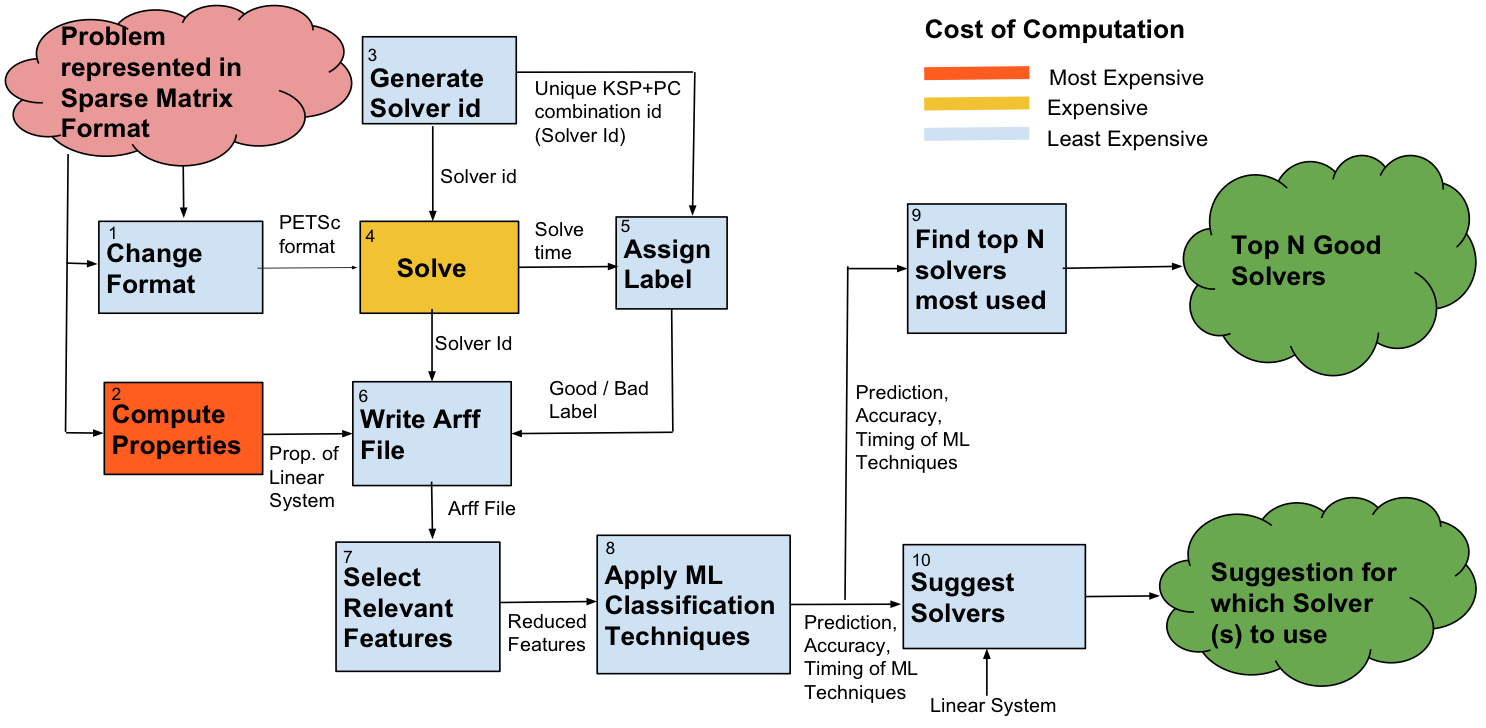 Problem
represented in
Sparse Matrix
Format
3
Generate
Solver id
Unique KSP+PC
combination id
(Solver Id)
Cost of Computation
Most Expensive
Expensive
Least Expensive
Solver id
1
Change
Format
PETSc
format
4
Solve
Solve
time
5
Assign
Label
9
Find top N
solvers
most used
Top N Good
Solvers
Solver Id
2
Compute
Properties
Prop. of
Linear
System
6
Write Arff
File
Good / Bad
Label
Prediction,
Accuracy,
Timing of ML
Techniques
Arff File
7
Select
Relevant
Features
Reduced
Features
8
Apply ML
Classification
Techniques
Prediction,
Accuracy,
Timing of ML
Techniques
10
Suggest
Solvers
Linear System
Suggestion for
which Solver
(s) to use